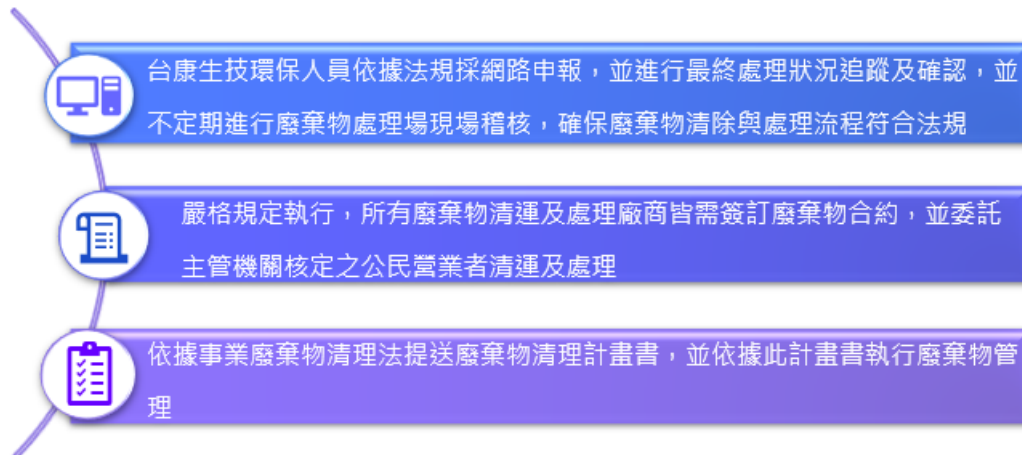 台康生技環保人員依據法規採網路申報，並進行最終處理狀況追蹤及確認，並
不定期進行廢棄物處理場現場稽核，確保廢棄物清除與處理流程符合法規
嚴格規定執行，所有廢棄物清運及處理廠商皆需簽訂廢棄物合約，並委託
主管機關核定之公民營業者清運及處理
依據事業廢棄物清理法提送廢棄物清理計畫書，並依據此計畫書執行廢棄物管
理